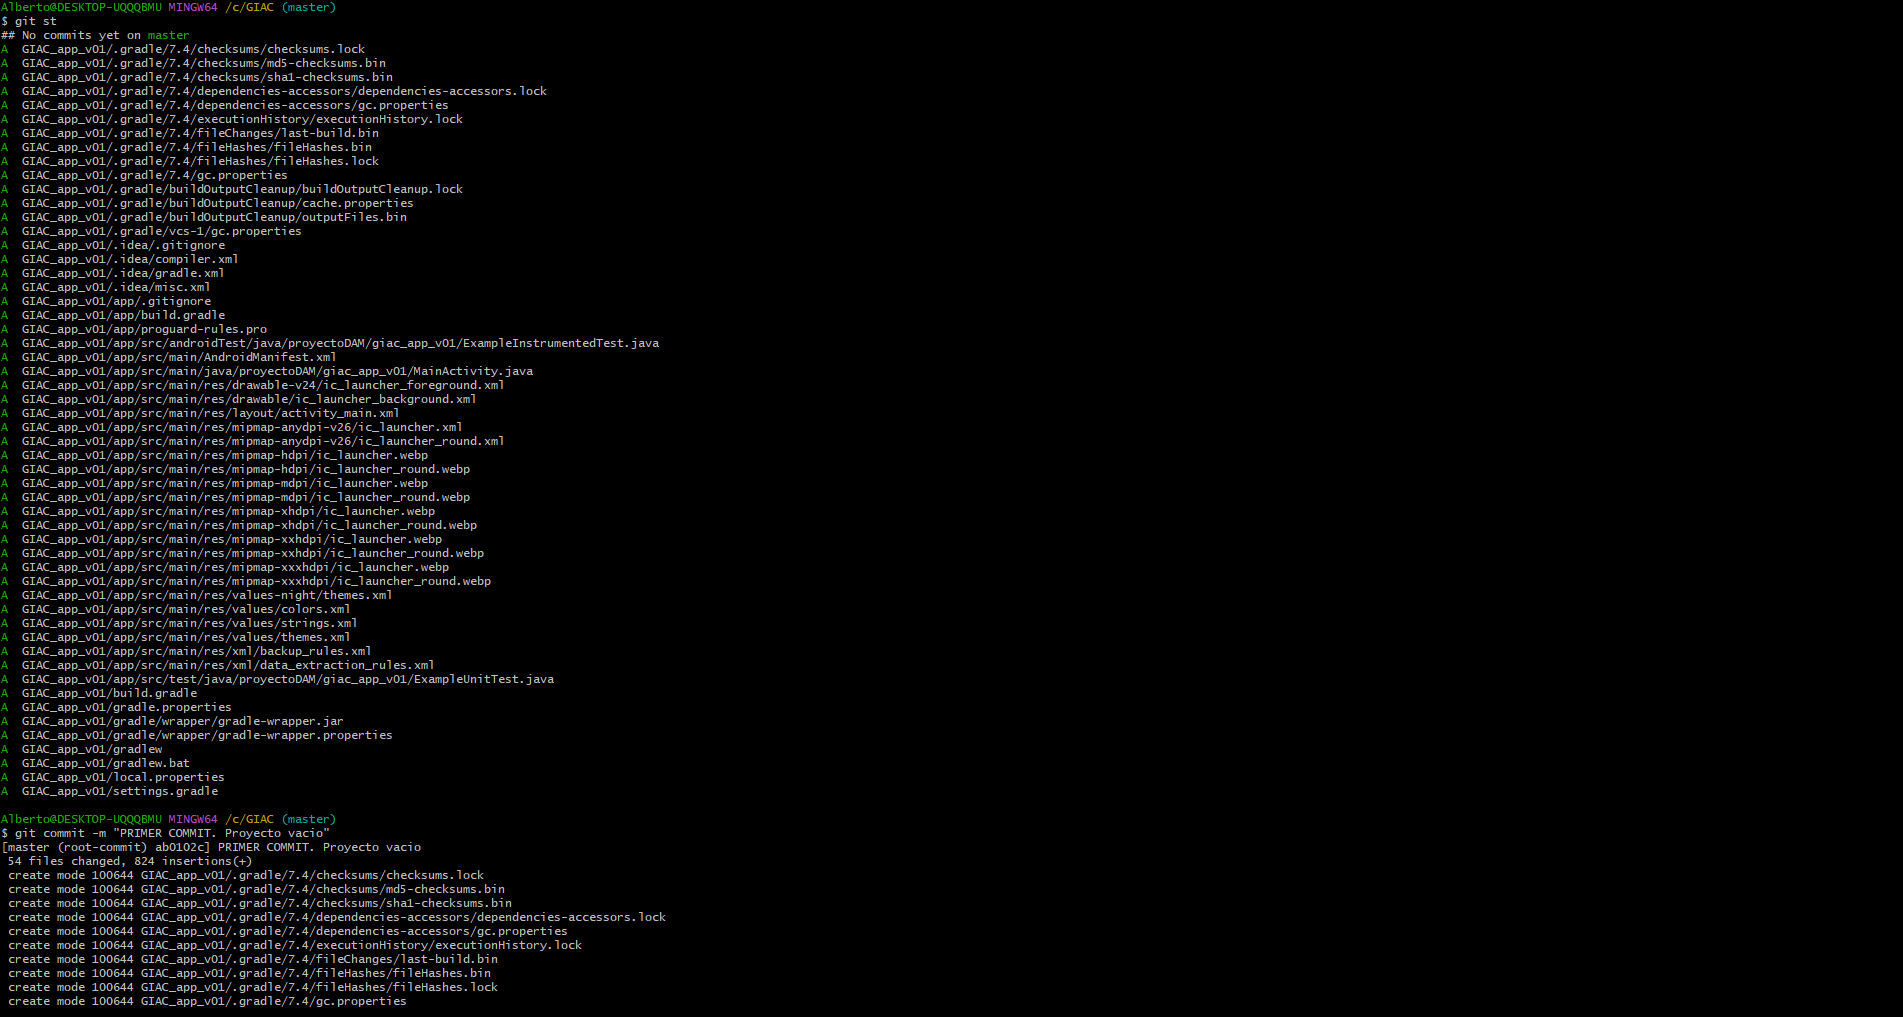 Alberto@DESKTOP-UQQQBMU MINGW64 /c/GIAC (master)
$ git st
## No commits yet on master
A  GIAC_app_v01/.gradle/7.4/checksums/checksums.lock
A  GIAC_app_v01/.gradle/7.4/checksums/md5-checksums.bin
A  GIAC_app_v01/.gradle/7.4/checksums/sha1-checksums.bin
A  GIAC_app_v01/.gradle/7.4/dependencies-accessors/dependencies-accessors.lock
A  GIAC_app_v01/.gradle/7.4/dependencies-accessors/gc.properties
A  GIAC_app_v01/.gradle/7.4/executionHistory/executionHistory.lock
A  GIAC_app_v01/.gradle/7.4/fileChanges/last-build.bin
A  GIAC_app_v01/.gradle/7.4/fileHashes/fileHashes.bin
A  GIAC_app_v01/.gradle/7.4/fileHashes/fileHashes.lock
A  GIAC_app_v01/.gradle/7.4/gc.properties
A  GIAC_app_v01/.gradle/buildOutputCleanup/buildOutputCleanup.lock
A  GIAC_app_v01/.gradle/buildOutputCleanup/cache.properties
A  GIAC_app_v01/.gradle/buildOutputCleanup/outputFiles.bin
A  GIAC_app_v01/.gradle/vcs-1/gc.properties
A  GIAC_app_v01/.idea/.gitignore
A  GIAC_app_v01/.idea/compiler.xml
A  GIAC_app_v01/.idea/gradle.xml
A  GIAC_app_v01/.idea/misc.xml
A  GIAC_app_v01/app/.gitignore
A  GIAC_app_v01/app/build.gradle
A  GIAC_app_v01/app/proguard-rules.pro
A  GIAC_app_v01/app/src/androidTest/java/proyectoDAM/giac_app_v01/ExampleInstrumentedTest.java
A  GIAC_app_v01/app/src/main/AndroidManifest.xml
A  GIAC_app_v01/app/src/main/java/proyectoDAM/giac_app_v01/MainActivity.java
A  GIAC_app_v01/app/src/main/res/drawable-v24/ic_launcher_foreground.xml
A  GIAC_app_v01/app/src/main/res/drawable/ic_launcher_background.xml
A  GIAC_app_v01/app/src/main/res/layout/activity_main.xml
A  GIAC_app_v01/app/src/main/res/mipmap-anydpi-v26/ic_launcher.xml
A  GIAC_app_v01/app/src/main/res/mipmap-anydpi-v26/ic_launcher_round.xml
A  GIAC_app_v01/app/src/main/res/mipmap-hdpi/ic_launcher.webp
A  GIAC_app_v01/app/src/main/res/mipmap-hdpi/ic_launcher_round.webp
A  GIAC_app_v01/app/src/main/res/mipmap-mdpi/ic_launcher.webp
A  GIAC_app_v01/app/src/main/res/mipmap-mdpi/ic_launcher_round.webp
A  GIAC_app_v01/app/src/main/res/mipmap-xhdpi/ic_launcher.webp
A  GIAC_app_v01/app/src/main/res/mipmap-xhdpi/ic_launcher_round.webp
A  GIAC_app_v01/app/src/main/res/mipmap-xxhdpi/ic_launcher.webp
A  GIAC_app_v01/app/src/main/res/mipmap-xxhdpi/ic_launcher_round.webp
A  GIAC_app_v01/app/src/main/res/mipmap-xxxhdpi/ic_launcher.webp
A  GIAC_app_v01/app/src/main/res/mipmap-xxxhdpi/ic_launcher_round.webp
A  GIAC_app_v01/app/src/main/res/values-night/themes.xml
A  GIAC_app_v01/app/src/main/res/values/colors.xml
A  GIAC_app_v01/app/src/main/res/values/strings.xml
A  GIAC_app_v01/app/src/main/res/values/themes.xml
A  GIAC_app_v01/app/src/main/res/xml/backup_rules.xml
A  GIAC_app_v01/app/src/main/res/xml/data_extraction_rules.xml
A  GIAC_app_v01/app/src/test/java/proyectoDAM/giac_app_v01/ExampleUnitTest.java
A  GIAC_app_v01/build.gradle
A  GIAC_app_v01/gradle.properties
A  GIAC_app_v01/gradle/wrapper/gradle-wrapper.jar
A  GIAC_app_v01/gradle/wrapper/gradle-wrapper.properties
A  GIAC_app_v01/gradlew
A  GIAC_app_v01/gradlew.bat
A  GIAC_app_v01/local.properties
A  GIAC_app_v01/settings.gradle
Alberto@DESKTOP-UQQQBMU MINGW64 /c/GIAC (master)
$ git commit -m "PRIMER COMMIT. Proyecto vacio"
[master (root-commit) ab0102c] PRIMER COMMIT. Proyecto vacio
 54 files changed, 824 insertions(+)
 create mode 100644 GIAC_app_v01/.gradle/7.4/checksums/checksums.lock
 create mode 100644 GIAC_app_v01/.gradle/7.4/checksums/md5-checksums.bin
 create mode 100644 GIAC_app_v01/.gradle/7.4/checksums/sha1-checksums.bin
 create mode 100644 GIAC_app_v01/.gradle/7.4/dependencies-accessors/dependencies-accessors.lock
 create mode 100644 GIAC_app_v01/.gradle/7.4/dependencies-accessors/gc.properties
 create mode 100644 GIAC_app_v01/.gradle/7.4/executionHistory/executionHistory.lock
 create mode 100644 GIAC_app_v01/.gradle/7.4/fileChanges/last-build.bin
 create mode 100644 GIAC_app_v01/.gradle/7.4/fileHashes/fileHashes.bin
 create mode 100644 GIAC_app_v01/.gradle/7.4/fileHashes/fileHashes.lock
 create mode 100644 GIAC_app_v01/.gradle/7.4/gc.properties